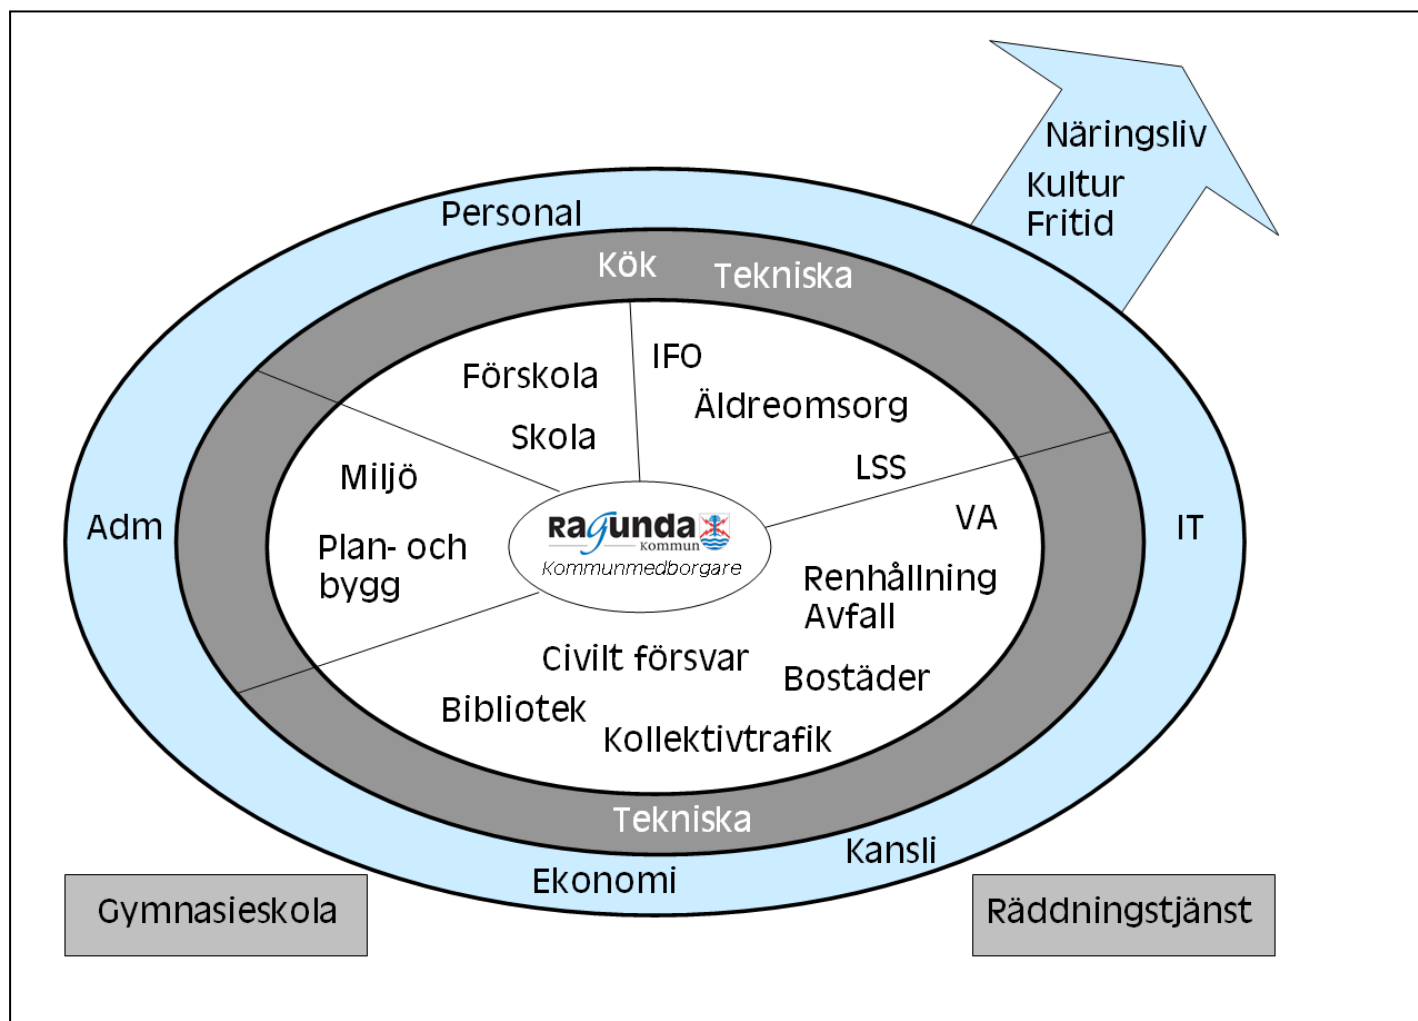 Näringsliv
Kultur
Fritid
Personal
Kök
Tekniska
Förskola
Skola
IFO
Äldreomsorg
LSS
Miljö
Plan- och
bygg
Adm
Ragunda
Kommun
Kommunmedborgare
VA
IT
Renhållning
Avfall
Civilt försvar
Bostäder
Bibliotek
Kollektivtrafik
Tekniska
Kansli
Ekonomi
Gymnasieskola
Räddningstjänst